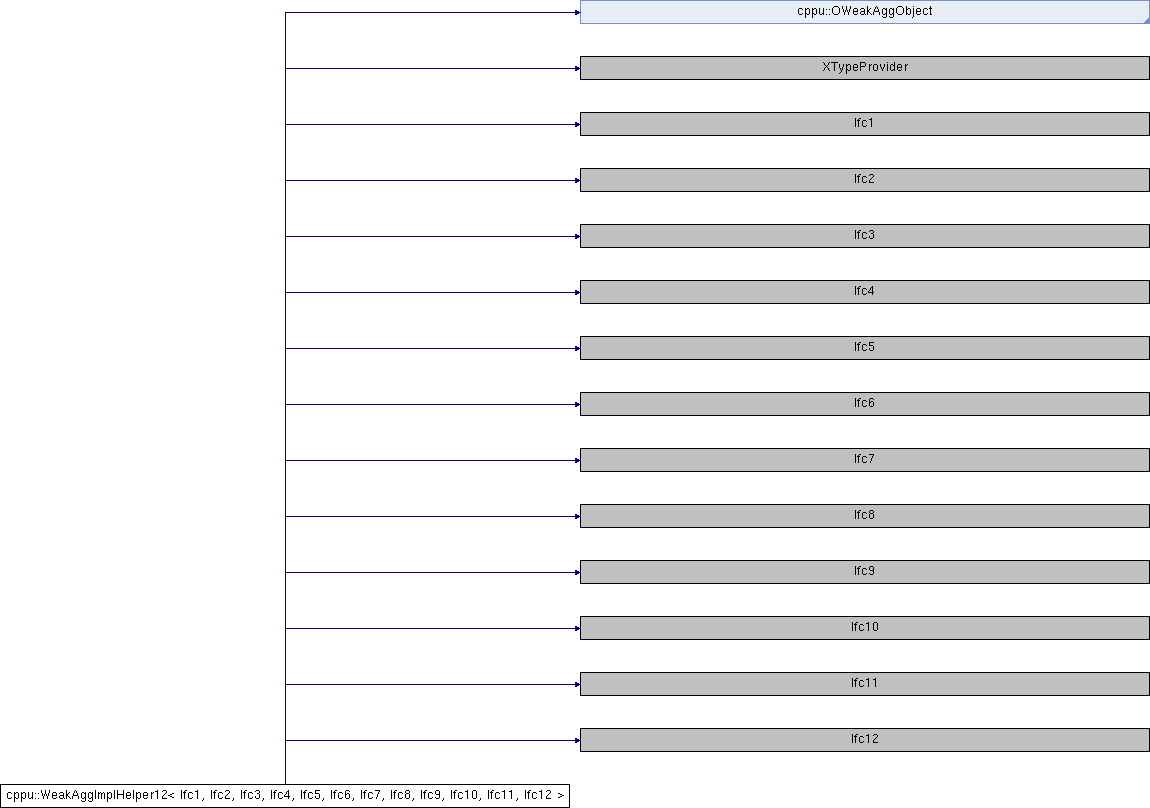 cppu::OWeakAggObject
XTypeProvider
Ifc1
Ifc2
Ifc3
Ifc4
Ifc5
Ifc6
Ifc7
Ifc8
Ifc9
Ifc10
Ifc11
Ifc12
cppu::WeakAggImplHelper12< Ifc1, Ifc2, Ifc3, Ifc4, Ifc5, Ifc6, Ifc7, Ifc8, Ifc9, Ifc10, Ifc11, Ifc12 >